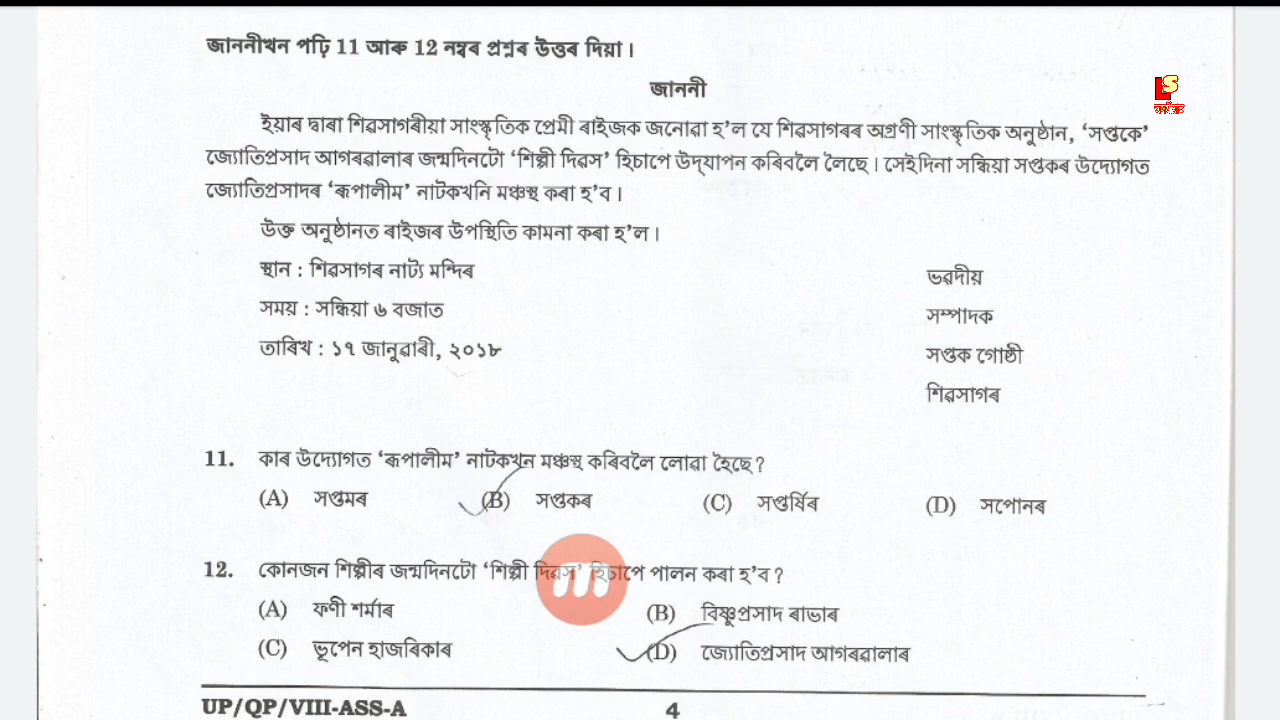 জাননীখন পঢ়ি 11 আৰু 12 নম্বৰ প্ৰশ্নৰ উত্তৰ দিয়া।
জাননী
ইয়াৰ দ্বাৰা শিৱসাগৰীয়া সাংস্কৃতিক প্ৰেমী ৰাইজক জনোৱা হ’ল যে শিৱসাগৰৰ অগ্ৰণী সাংস্কৃতিক অনুষ্ঠান, ‘সপ্তকে’
জ্যোতিপ্ৰসাদ আগৰৱালাৰ জন্মদিনটো ‘শিল্পী দিৱস’ হিচাপে উদ্‌যাপন কৰিবলৈ লৈছে। সেইদিনা সন্ধিয়া সপ্তকৰ উদ্যোগত
জ্যোতিপ্ৰসাদৰ ‘ৰূপালীম’ নাটকখনি মঞ্চস্থ কৰা হ’ব।
উক্ত অনুষ্ঠানত ৰাইজৰ উপস্থিতি কামনা কৰা হ’ল।
স্থান : শিৱসাগৰ নাট্য মন্দিৰ
সময় : সন্ধিয়া ৬ বজাত
তাৰিখ : ১৭ জানুৱাৰী, ২০১৮
ভৱদীয়
সম্পাদক
সপ্তক গোষ্ঠী
শিৱসাগৰ
11. কাৰ উদ্যোগত ‘ৰূপালীম’ নাটকখন মঞ্চস্থ কৰিবলৈ লোৱা হৈছে?
(A) সপ্তমৰ (B) সপ্তকৰ (C) সপ্তৰ্ষিৰ (D) সপোনৰ
12. কোনজন শিল্পীৰ জন্মদিনটো ‘শিল্পী দিৱস’ হিচাপে পালন কৰা হ’ব?
(A) ফণী শৰ্মাৰ (B) বিষ্ণুপ্ৰসাদ ৰাভাৰ
(C) ভূপেন হাজৰিকাৰ (D) জ্যোতিপ্ৰসাদ আগৰৱালাৰ
UP/QP/VIII-ASS-A 4
LS